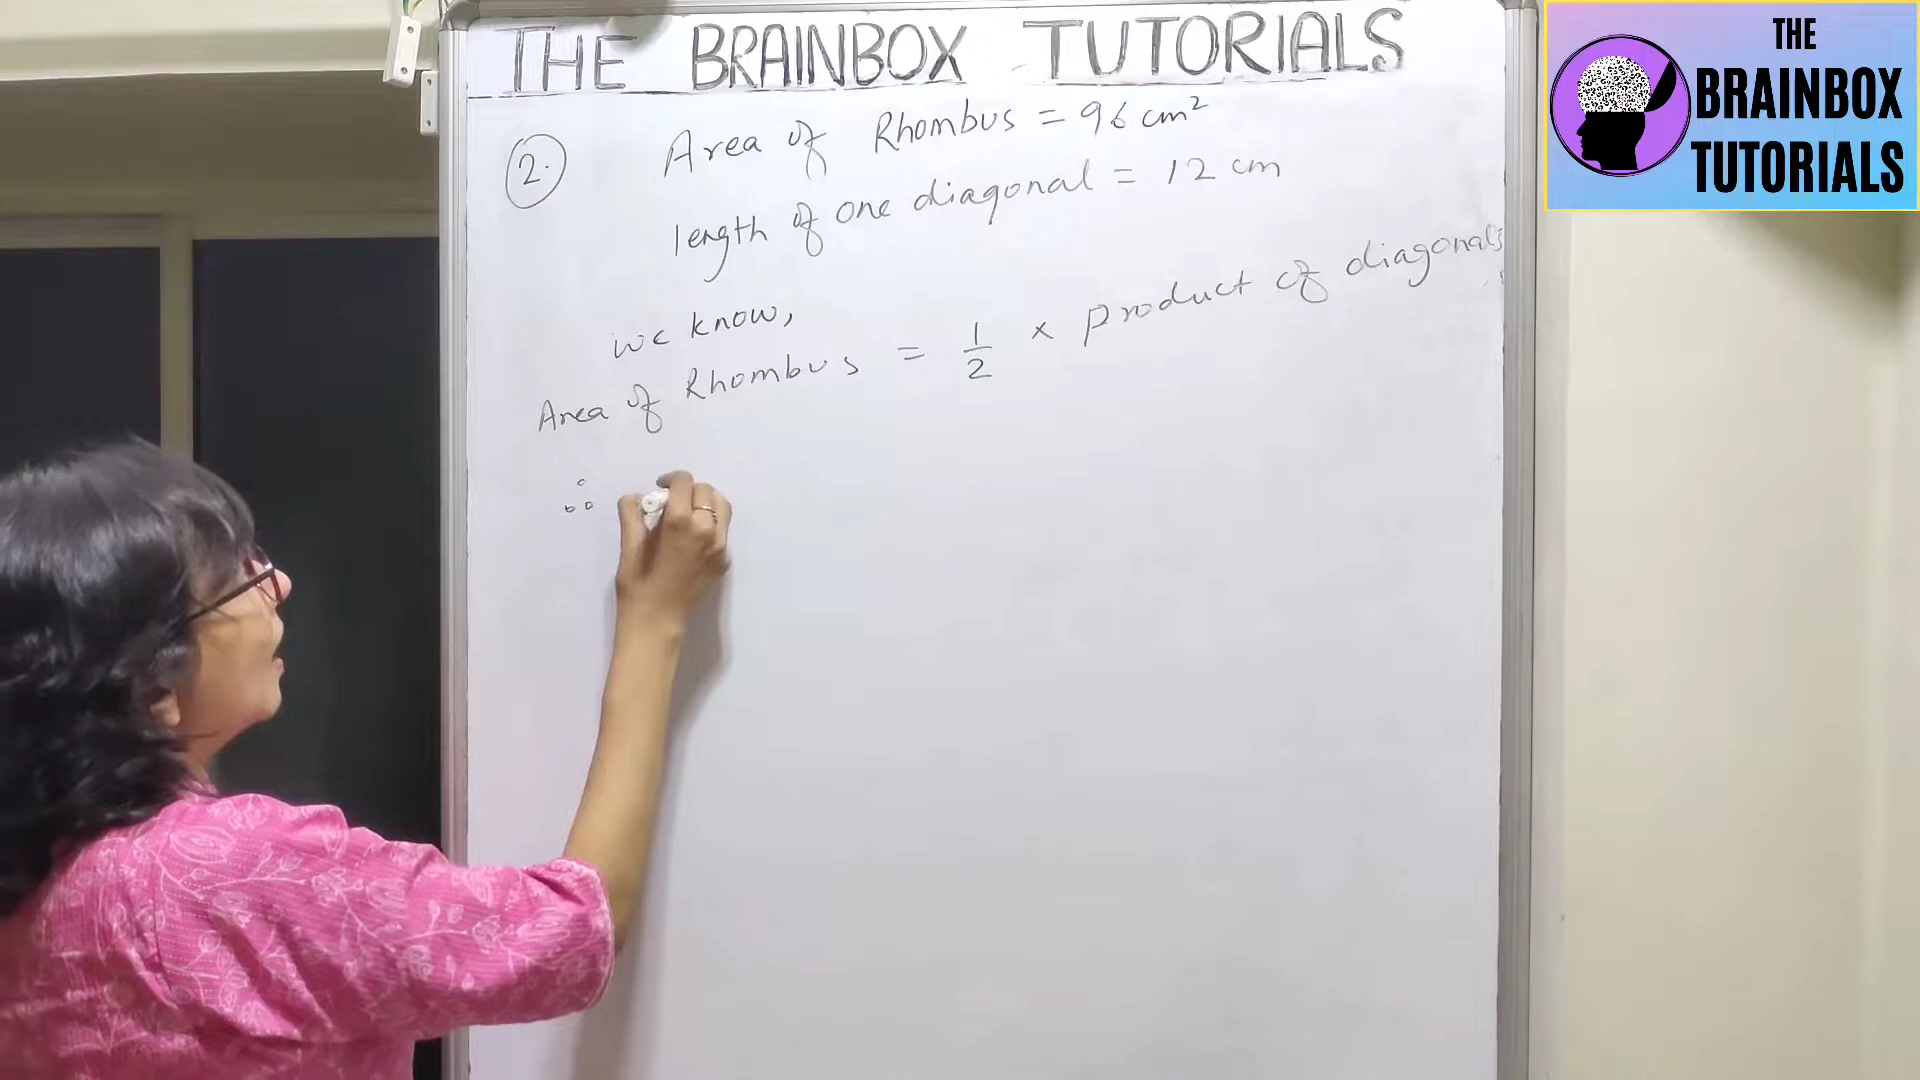 THE BRAINBOX TUTORIALS
2. Area of Rhombus = 96 cm²
length of one diagonal = 12 cm
we know,
Area of Rhombus = 1/2 × product of diagonals
∴
THE
BRAINBOX
TUTORIALS